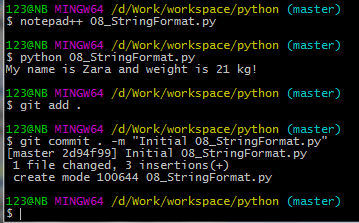 123@NB MINGW64 /d/Work/workspace/python (master)
$ notepad++ 08_StringFormat.py
123@NB MINGW64 /d/Work/workspace/python (master)
$ python 08_StringFormat.py
My name is Zara and weight is 21 kg!
123@NB MINGW64 /d/Work/workspace/python (master)
$ git add .
123@NB MINGW64 /d/Work/workspace/python (master)
$ git commit . -m "Initial 08_StringFormat.py"
[master 2d94f99] Initial 08_StringFormat.py
1 file changed, 3 insertions(+)
create mode 100644 08_StringFormat.py
123@NB MINGW64 /d/Work/workspace/python (master)
$